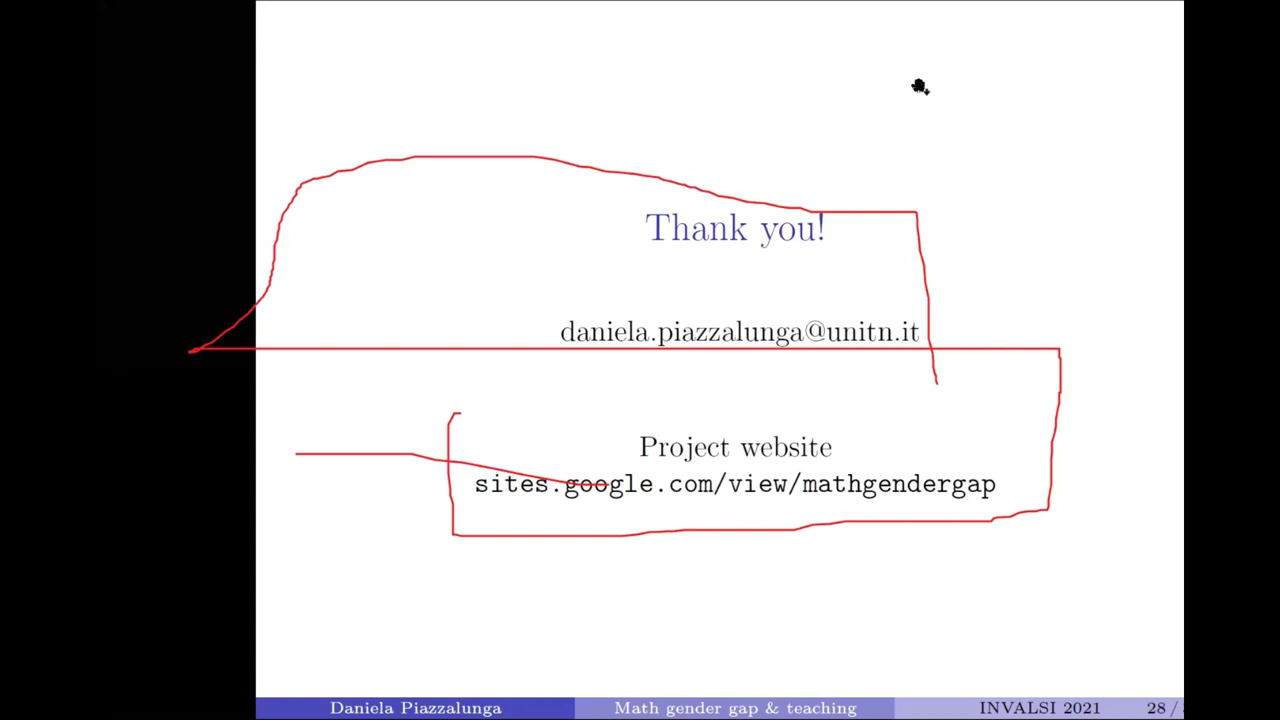 Thank you!
daniela.piazzalunga@unitn.it
Project website
sites.google.com/view/mathgendergap
Daniela Piazzalunga Math gender gap & teaching INVALSI 2021 28 /